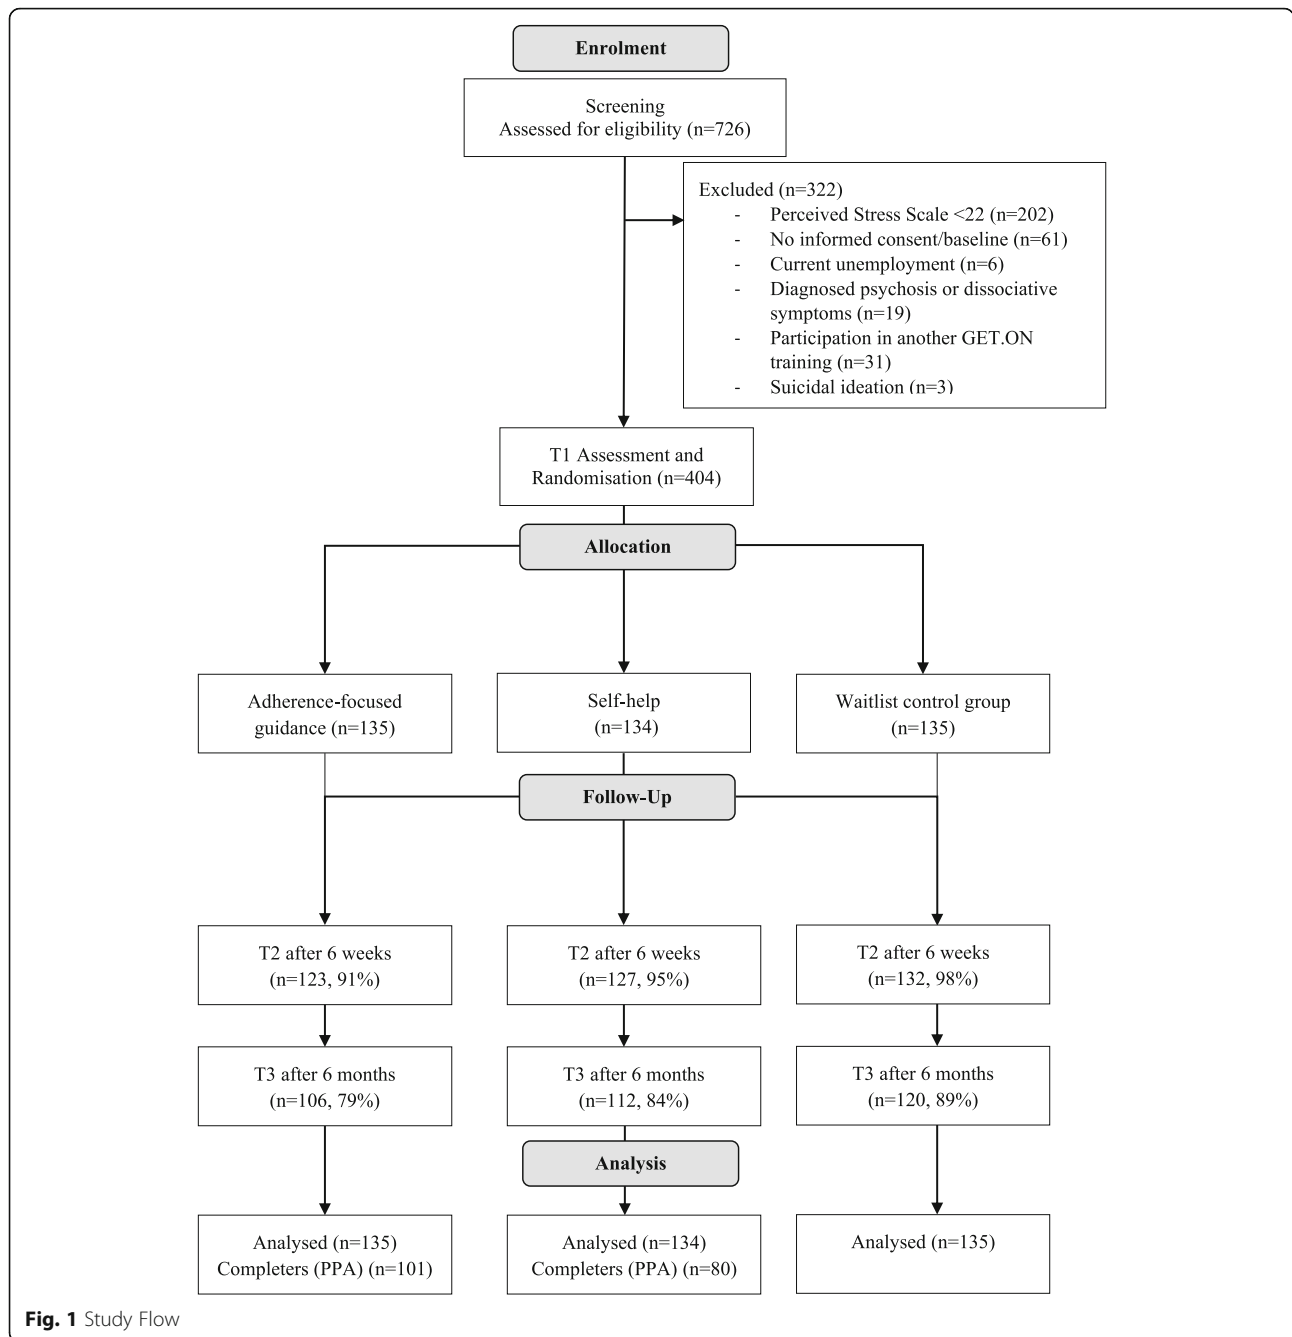 Enrolment
Screening
Assessed for eligibility (n=726)
Excluded (n=322)
- Perceived Stress Scale <22 (n=202)
- No informed consent/baseline (n=61)
- Current unemployment (n=6)
- Diagnosed psychosis or dissociative
symptoms (n=19)
- Participation in another GET.ON
training (n=31)
- Suicidal ideation (n=3)
T1 Assessment and
Randomisation (n=404)
Allocation
Adherence-focused
guidance (n=135)
Self-help
(n=134)
Waitlist control group
(n=135)
Follow-Up
T2 after 6 weeks
(n=123, 91%)
T2 after 6 weeks
(n=127, 95%)
T2 after 6 weeks
(n=132, 98%)
T3 after 6 months
(n=106, 79%)
T3 after 6 months
(n=112, 84%)
T3 after 6 months
(n=120, 89%)
Analysis
Analysed (n=135)
Completers (PPA) (n=101)
Analysed (n=134)
Completers (PPA) (n=80)
Analysed (n=135)
Fig. 1 Study Flow